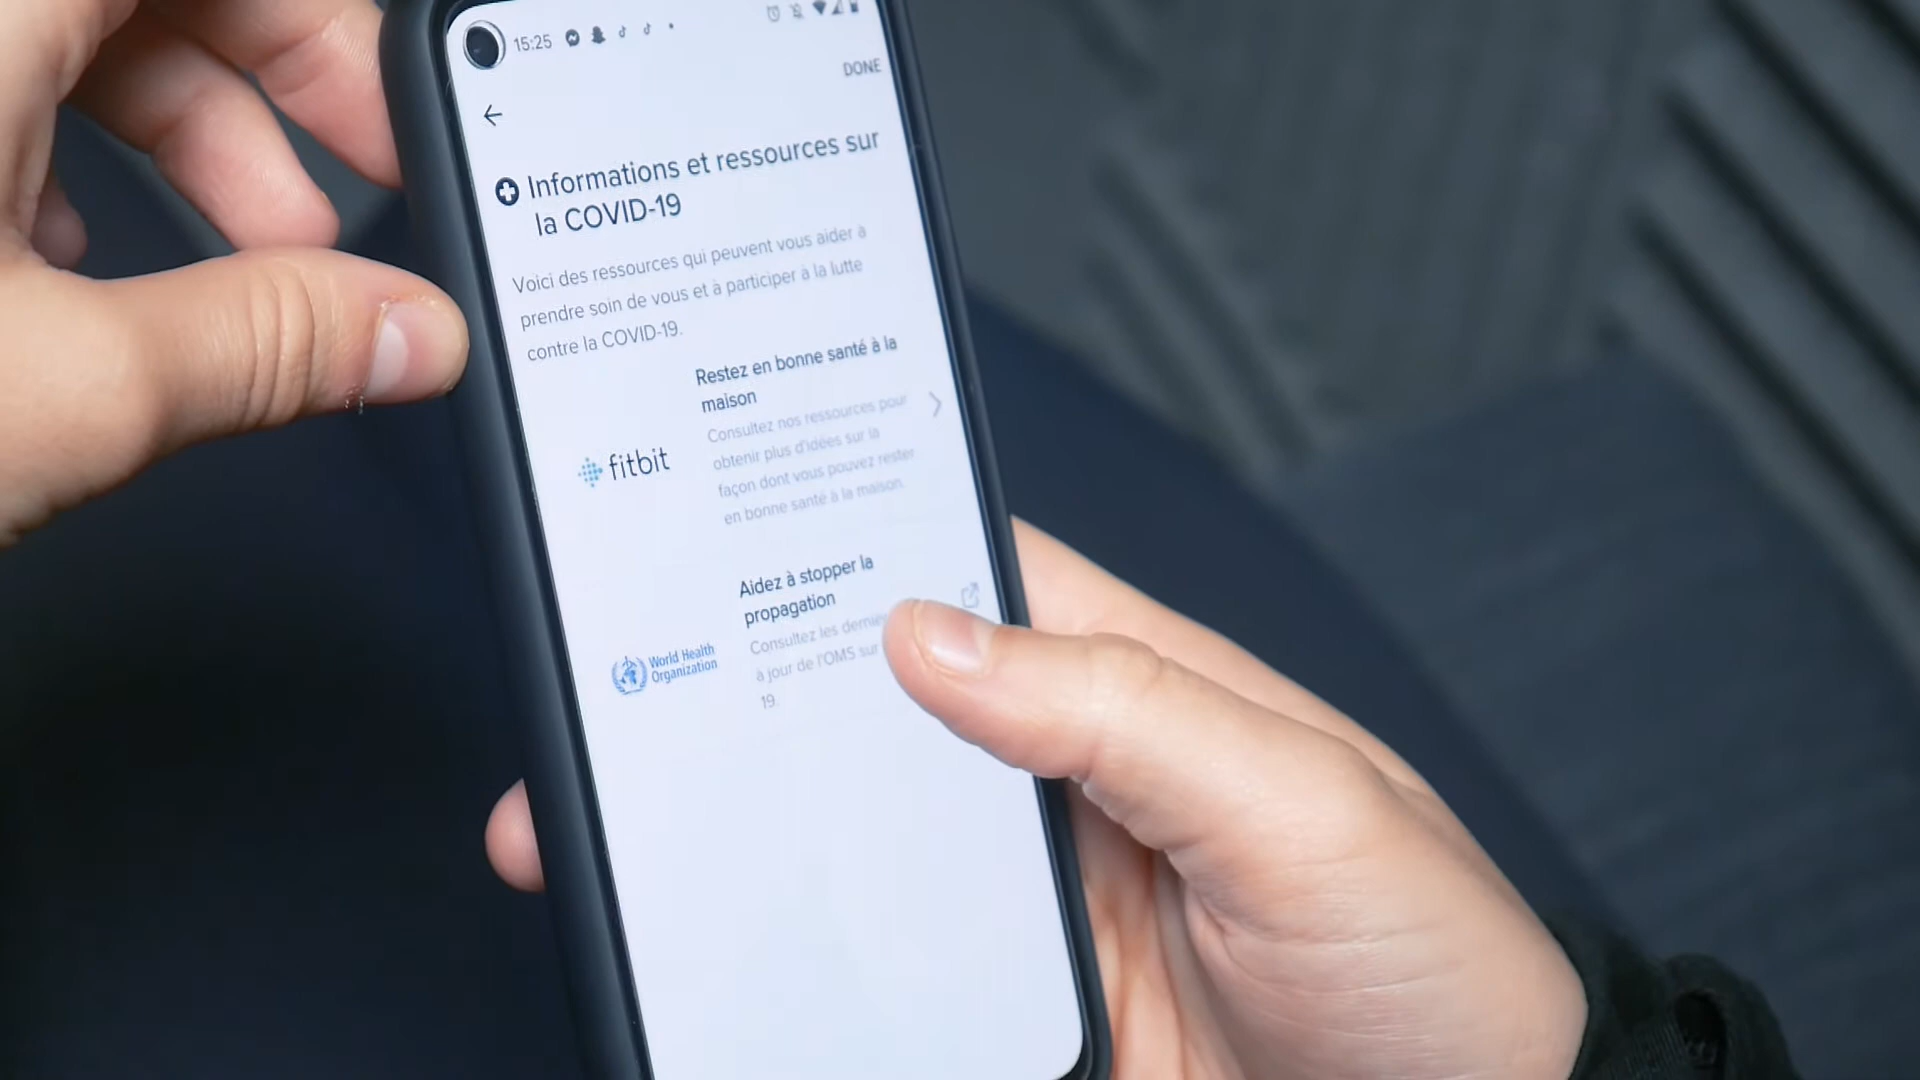 15:25
DONE
Informations et ressources sur
la COVID-19
Voici des ressources qui peuvent vous aider à
prendre soin de vous et à participer à la lutte
contre la COVID-19.
Restez en bonne santé à la
maison
Consultez nos ressources pour
obtenir plus d'idées sur la
façon dont vous pouvez rester
en bonne santé à la maison.
fitbit
Aidez à stopper la
propagation
Consultez les
à jour de l'OMS sur
19.
World Health
Organization